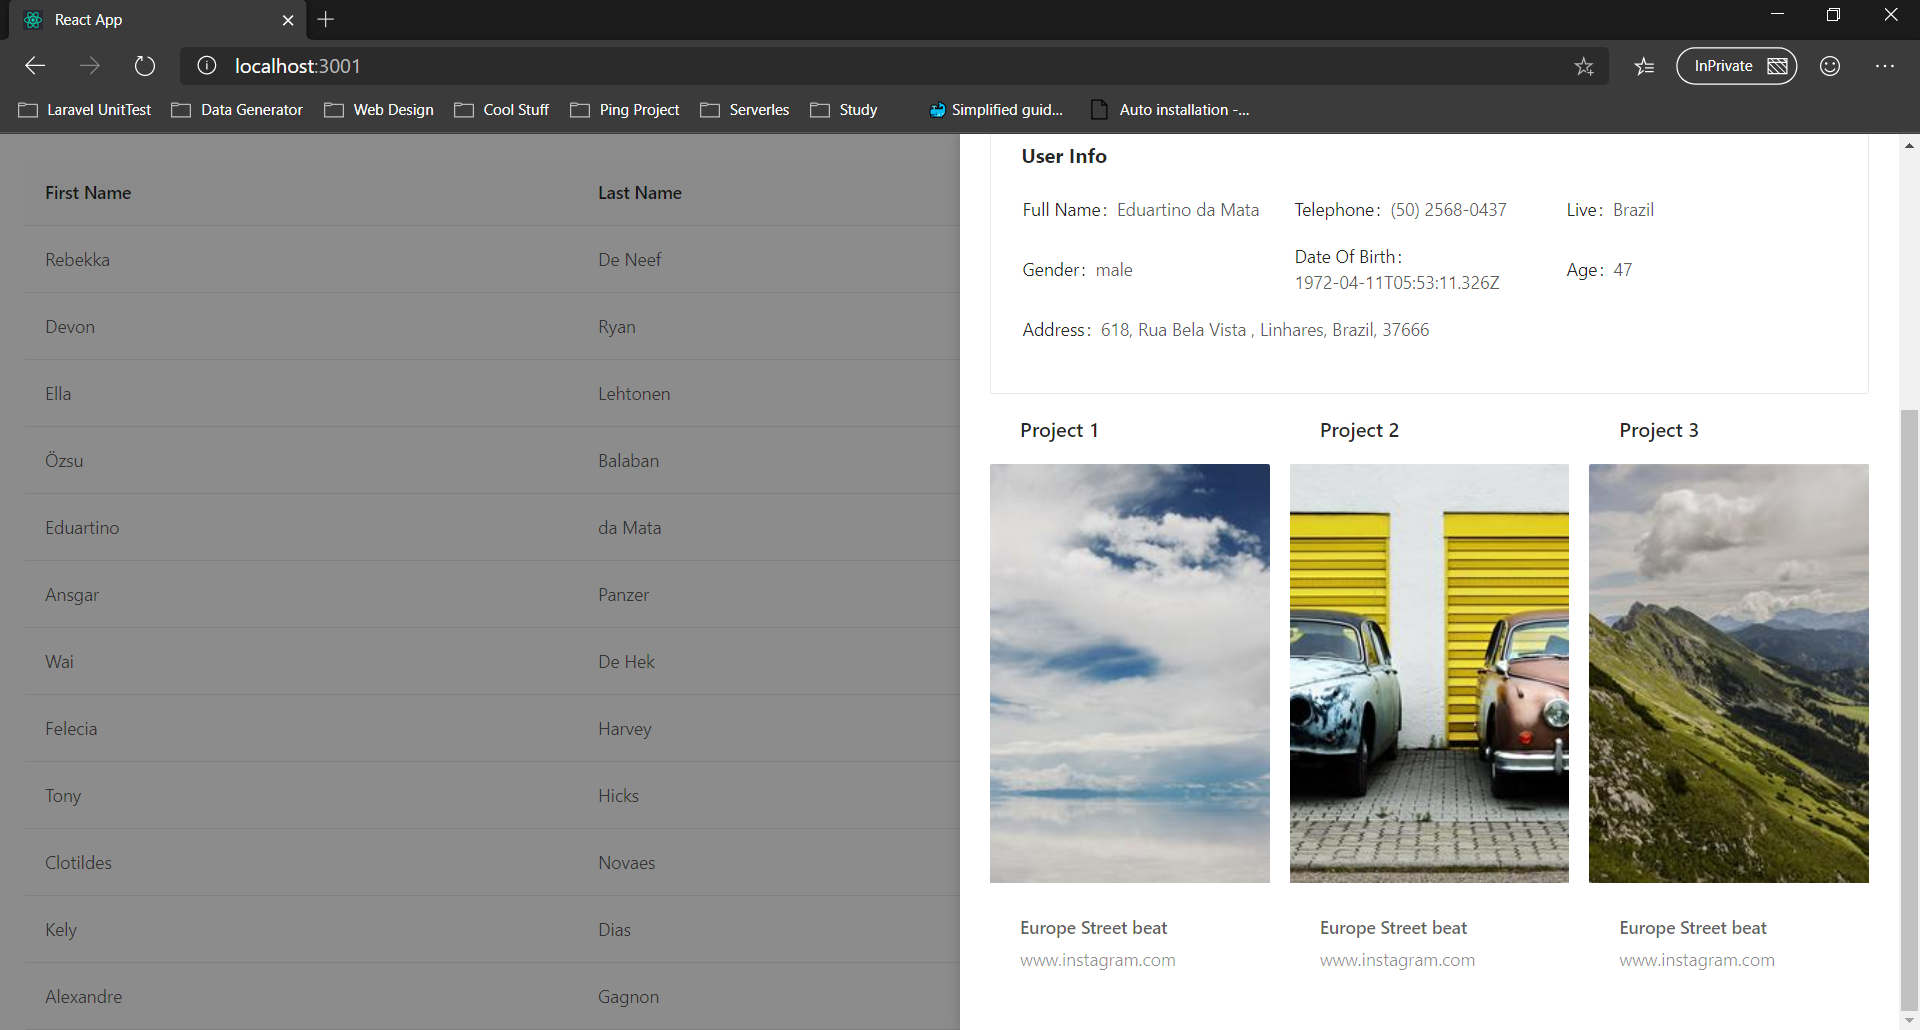 React App
localhost:3001
InPrivate
Laravel UnitTest
Data Generator
Web Design
Cool Stuff
Ping Project
Serverles
Study
Simplified guid...
Auto installation -...
First Name Last Name
Rebekka De Neef
Devon Ryan
Ella Lehtonen
Özsu Balaban
Eduartino da Mata
Ansgar Panzer
Wai De Hek
Felecia Harvey
Tony Hicks
Clotildes Novaes
Kely Dias
Alexandre Gagnon
User Info
Full Name: Eduartino da Mata
Telephone: (50) 2568-0437
Live: Brazil
Gender: male
Date Of Birth:
1972-04-11T05:53:11.326Z
Age: 47
Address: 618, Rua Bela Vista , Linhares, Brazil, 37666
Project 1
Project 2
Project 3
Europe Street beat
www.instagram.com
Europe Street beat
www.instagram.com
Europe Street beat
www.instagram.com